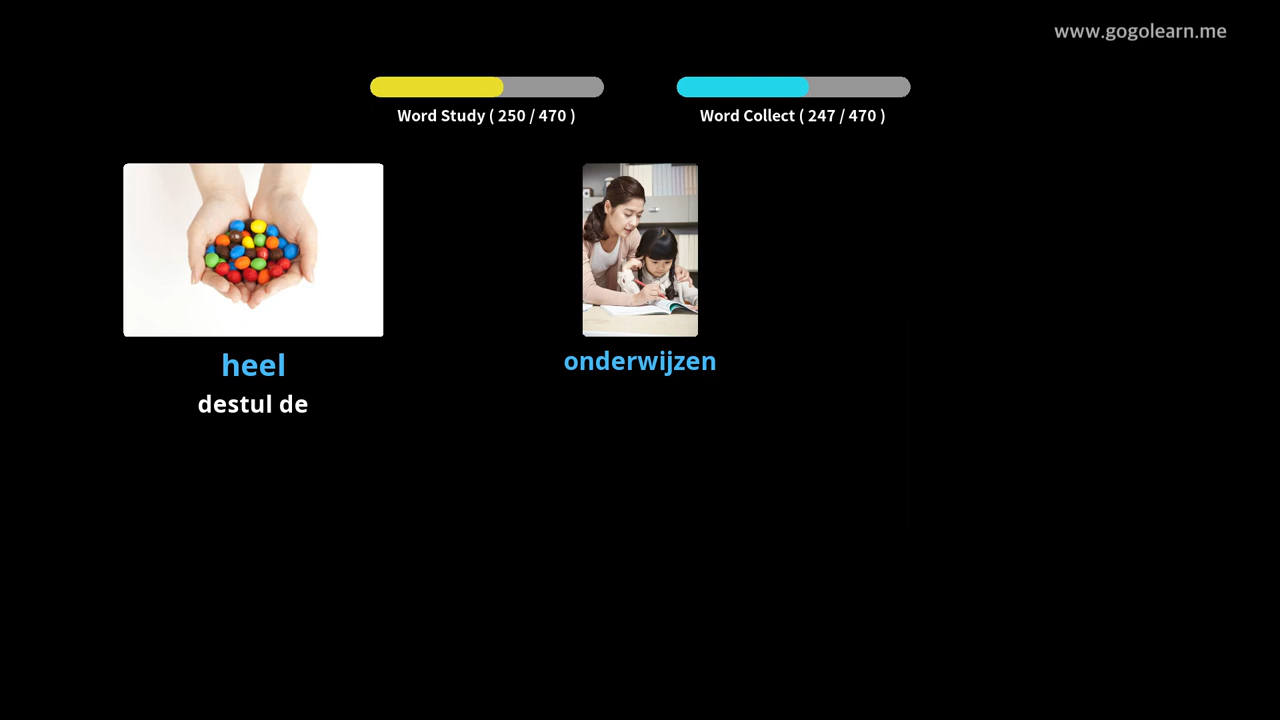 www.gogolearn.me
Word Study ( 250 / 470 )
Word Collect ( 247 / 470 )
heel
destul de
onderwijzen